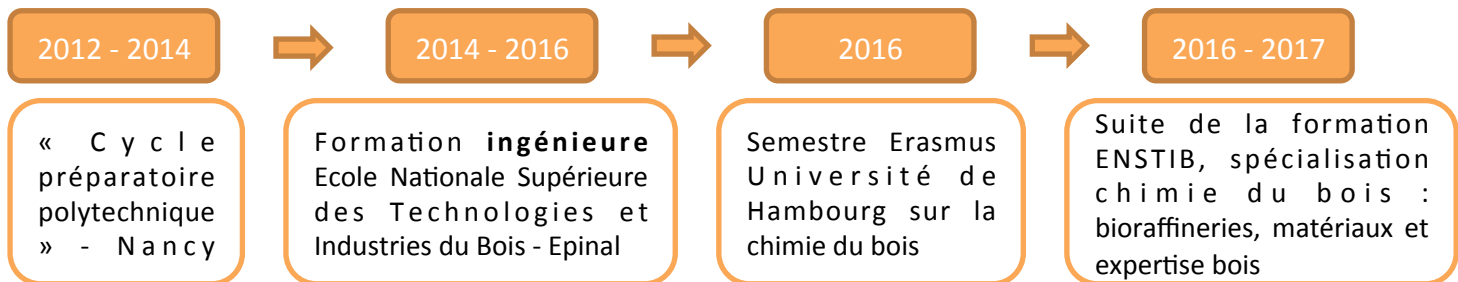 2012 - 2014
« Cycle
préparatoire
polytechnique
» - Nancy
2014 - 2016
Formation ingénieure
Ecole Nationale Supérieure
des Technologies et
Industries du Bois - Epinal
2016
Semestre Erasmus
Université de
Hambourg sur la
chimie du bois
2016 - 2017
Suite de la formation
ENSTIB, spécialisation
chimie du bois :
bioraffineries, matériaux et
expertise bois